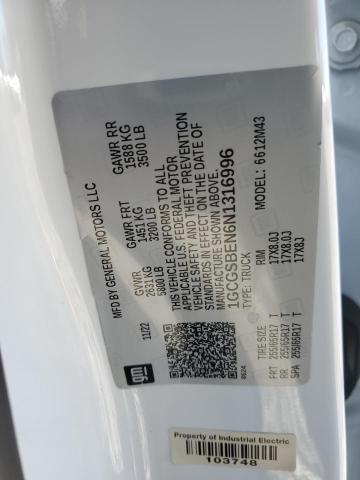 MFD BY GENERAL MOTORS LLC
11/22
GVWR
2631 KG
5800 LB
GAWR FRT
1451 KG
3200 LB
GAWR RR
1588 KG
3500 LB
THIS VEHICLE CONFORMS TO ALL
APPLICABLE U.S. FEDERAL MOTOR
VEHICLE SAFETY AND THEFT PREVENTION
STANDARDS IN EFFECT ON THE DATE OF
MANUFACTURE SHOWN ABOVE.
1GCGSBEN6N1316996
TYPE: TRUCK
MODEL: 6612M43
gm
8624
TIRE SIZE
RIM
FRT 255/65R17 T 17X8.0J
RR 255/65R17 T 17X8.0J
SPA 255/65R17 T 17X8J
Property of Industrial Electric
103748